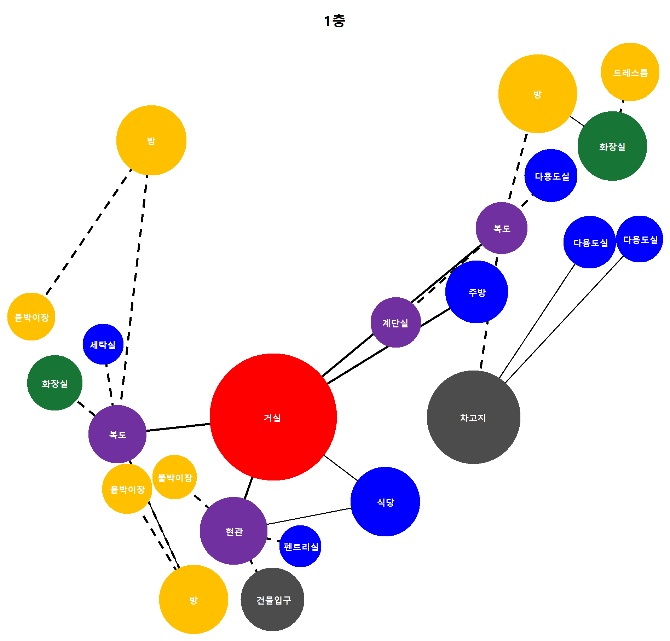 1층
드레스룸
방
방
화장실
다용도실
복도
다용도실
다용도실
주방
붙박이장
계단실
세탁실
화장실
거실
차고지
복도
붙박이장
붙박이장
식당
현관
펜트리실
방
건물입구